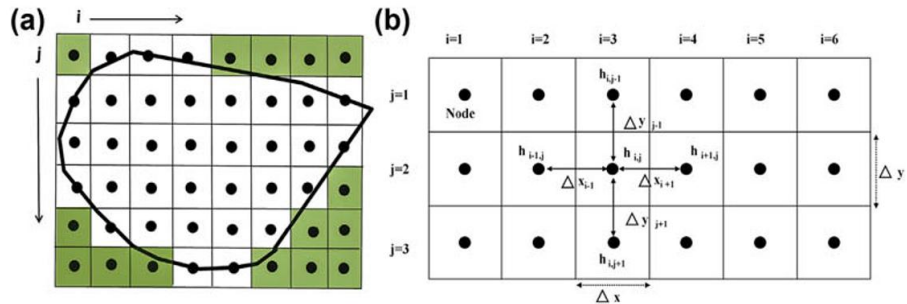 (a)
i
j
(b)
i=1 i=2 i=3 i=4 i=5 i=6
j=1
j=2
j=3
Node
h i,j-1
△ y j-1
h i-1,j h i,j h i+1,j
△ x i-1 △ x i+1
△ y j+1
h i,j+1
△ y
△ x